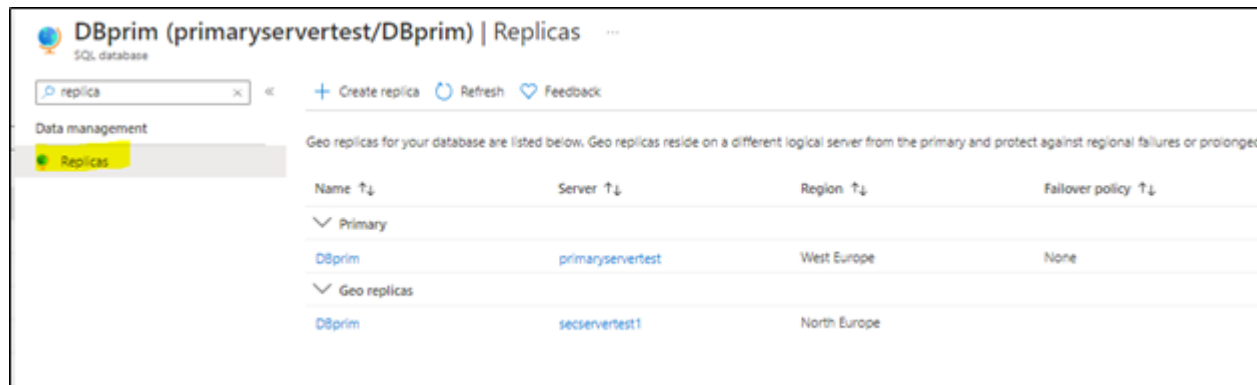 DBprim (primaryservertest/DBprim) | Replicas ...
SQL database
replica
Create replica Refresh Feedback
Data management
Geo replicas for your database are listed below. Geo replicas reside on a different logical server from the primary and protect against regional failures or prolonged
Replicas
Name Server Region Failover policy
Primary
DBprim primaryservertest West Europe None
Geo replicas
DBprim secservertest1 North Europe